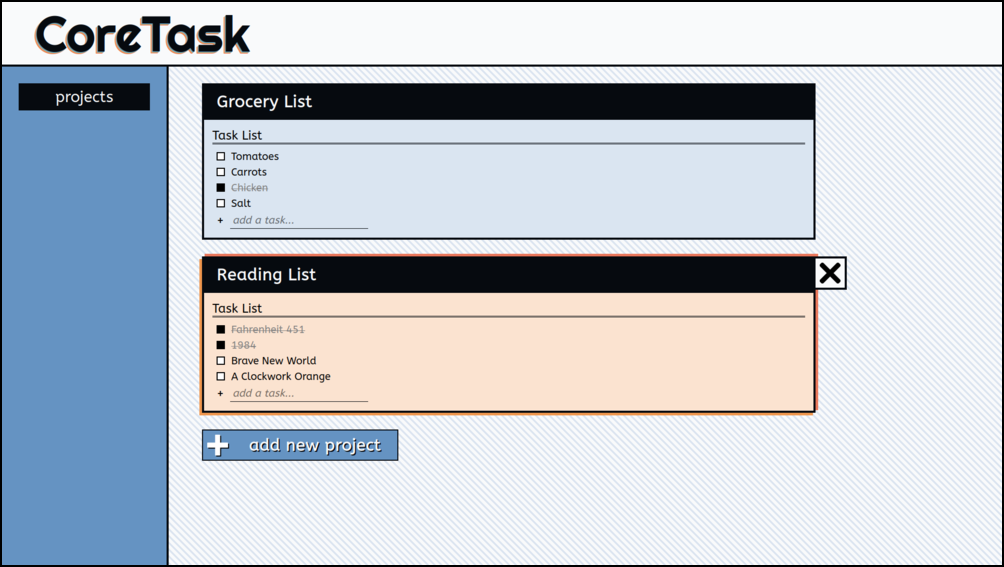 CoreTask
projects
Grocery List
Task List
Tomatoes
Carrots
Chicken
Salt
+ add a task...
Reading List
Task List
Fahrenheit 451
1984
Brave New World
A Clockwork Orange
+ add a task...
add new project